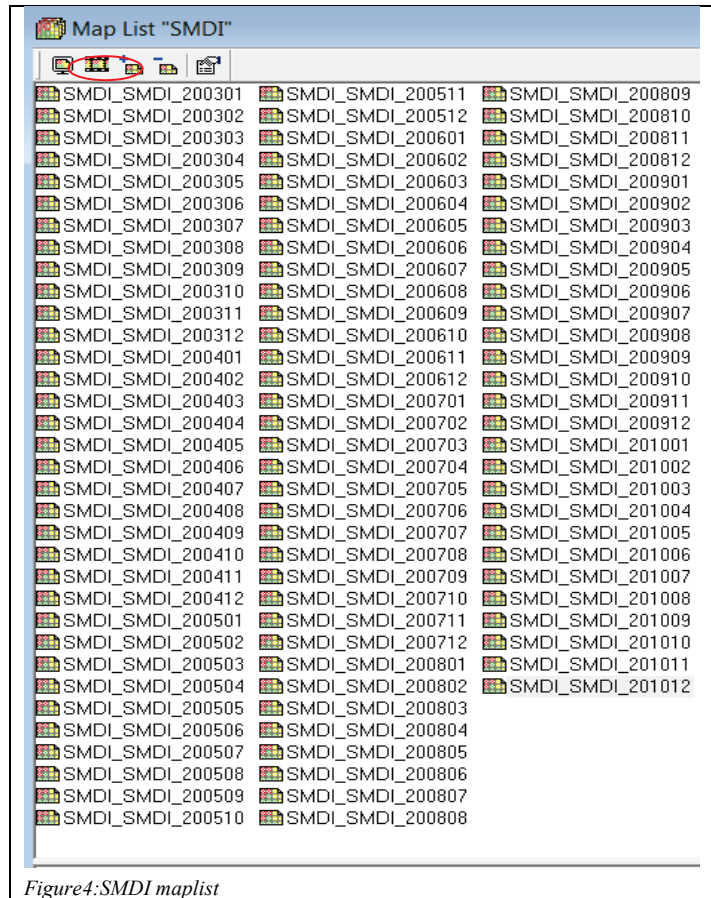 Map List "SMDI"
SMDI_SMDI_200301 SMDI_SMDI_200511 SMDI_SMDI_200809
SMDI_SMDI_200302 SMDI_SMDI_200512 SMDI_SMDI_200810
SMDI_SMDI_200303 SMDI_SMDI_200601 SMDI_SMDI_200811
SMDI_SMDI_200304 SMDI_SMDI_200602 SMDI_SMDI_200812
SMDI_SMDI_200305 SMDI_SMDI_200603 SMDI_SMDI_200901
SMDI_SMDI_200306 SMDI_SMDI_200604 SMDI_SMDI_200902
SMDI_SMDI_200307 SMDI_SMDI_200605 SMDI_SMDI_200903
SMDI_SMDI_200308 SMDI_SMDI_200606 SMDI_SMDI_200904
SMDI_SMDI_200309 SMDI_SMDI_200607 SMDI_SMDI_200905
SMDI_SMDI_200310 SMDI_SMDI_200608 SMDI_SMDI_200906
SMDI_SMDI_200311 SMDI_SMDI_200609 SMDI_SMDI_200907
SMDI_SMDI_200312 SMDI_SMDI_200610 SMDI_SMDI_200908
SMDI_SMDI_200401 SMDI_SMDI_200611 SMDI_SMDI_200909
SMDI_SMDI_200402 SMDI_SMDI_200612 SMDI_SMDI_200910
SMDI_SMDI_200403 SMDI_SMDI_200701 SMDI_SMDI_200911
SMDI_SMDI_200404 SMDI_SMDI_200702 SMDI_SMDI_200912
SMDI_SMDI_200405 SMDI_SMDI_200703 SMDI_SMDI_201001
SMDI_SMDI_200406 SMDI_SMDI_200704 SMDI_SMDI_201002
SMDI_SMDI_200407 SMDI_SMDI_200705 SMDI_SMDI_201003
SMDI_SMDI_200408 SMDI_SMDI_200706 SMDI_SMDI_201004
SMDI_SMDI_200409 SMDI_SMDI_200707 SMDI_SMDI_201005
SMDI_SMDI_200410 SMDI_SMDI_200708 SMDI_SMDI_201006
SMDI_SMDI_200411 SMDI_SMDI_200709 SMDI_SMDI_201007
SMDI_SMDI_200412 SMDI_SMDI_200710 SMDI_SMDI_201008
SMDI_SMDI_200501 SMDI_SMDI_200711 SMDI_SMDI_201009
SMDI_SMDI_200502 SMDI_SMDI_200712 SMDI_SMDI_201010
SMDI_SMDI_200503 SMDI_SMDI_200801 SMDI_SMDI_201011
SMDI_SMDI_200504 SMDI_SMDI_200802 SMDI_SMDI_201012
SMDI_SMDI_200505 SMDI_SMDI_200803
SMDI_SMDI_200506 SMDI_SMDI_200804
SMDI_SMDI_200507 SMDI_SMDI_200805
SMDI_SMDI_200508 SMDI_SMDI_200806
SMDI_SMDI_200509 SMDI_SMDI_200807
SMDI_SMDI_200510 SMDI_SMDI_200808
Figure4:SMDI maplist